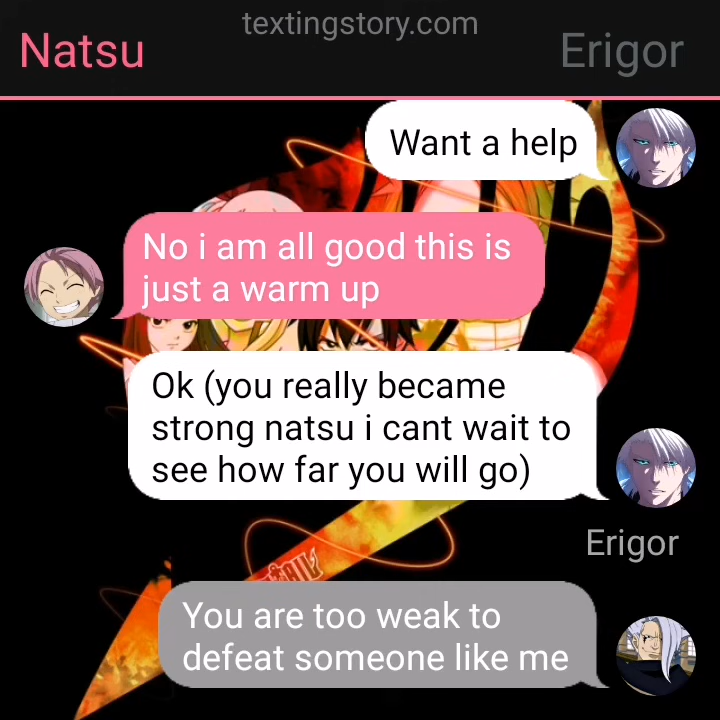 textingstory.com
Natsu
Erigor
Want a help
No i am all good this is
just a warm up
Ok (you really became
strong natsu i cant wait to
see how far you will go)
Erigor
TAIL
You are too weak to
defeat someone like me